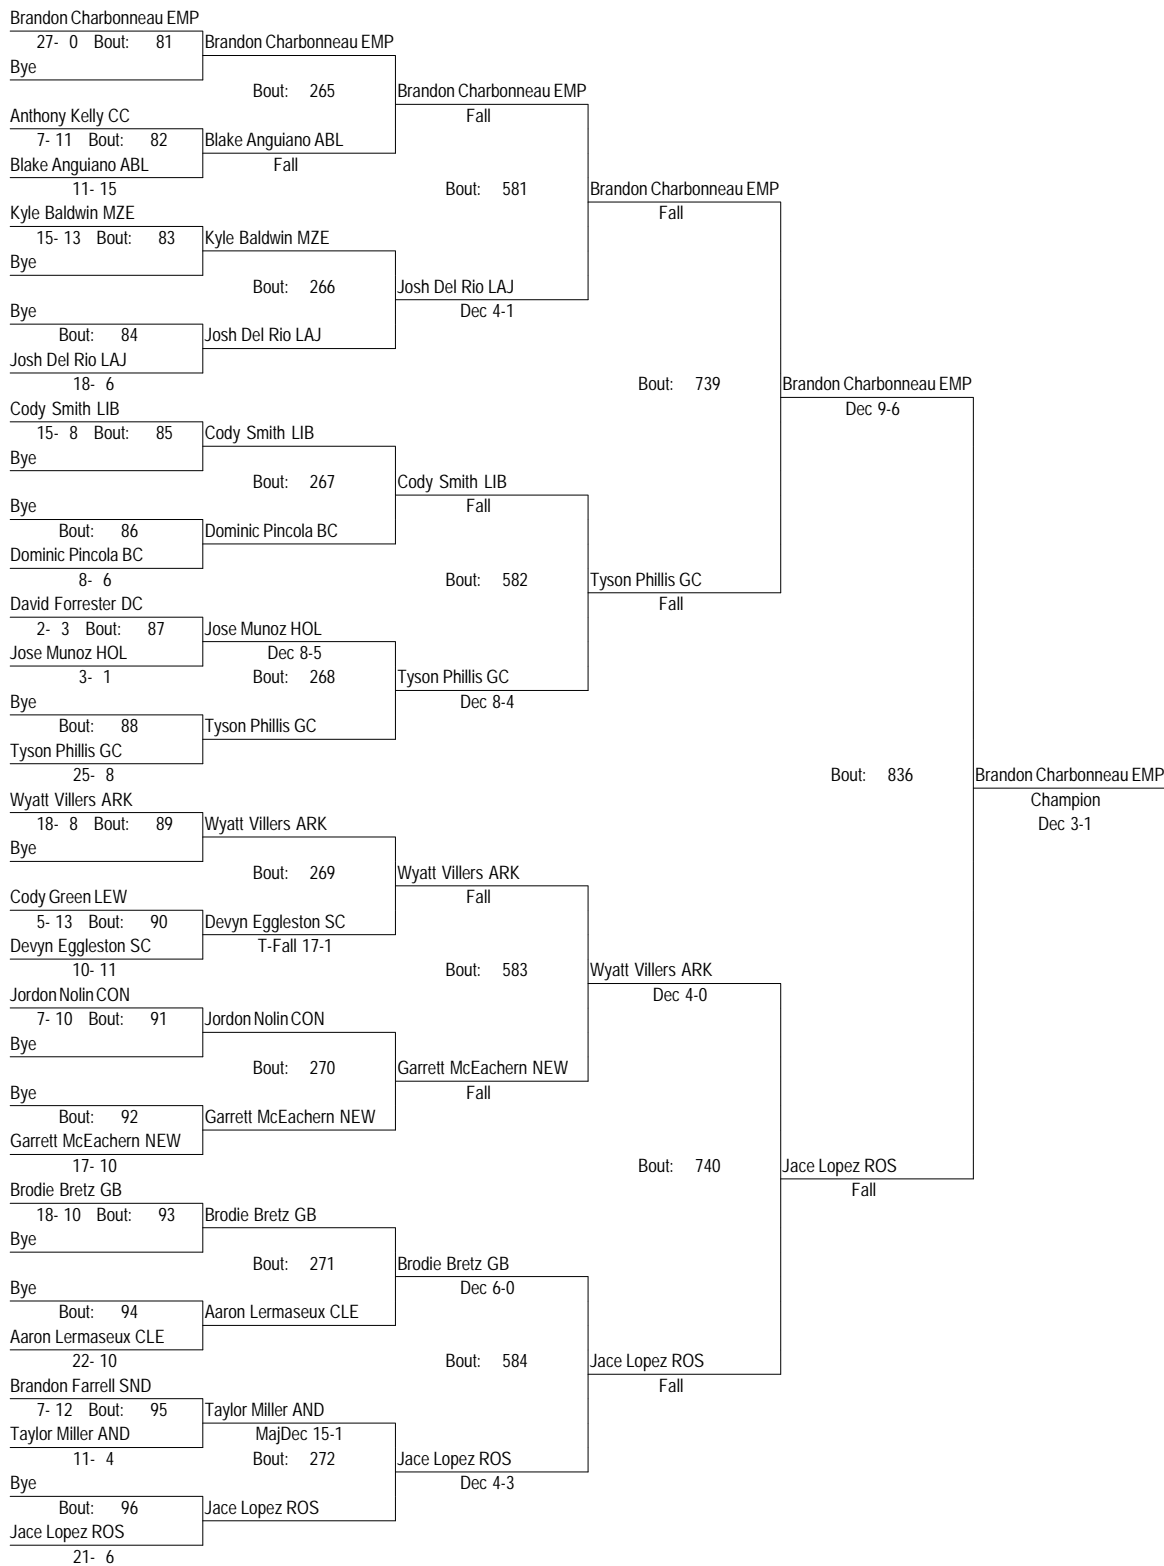 Brandon Charbonneau EMP
27- 0 Bout: 81 Brandon Charbonneau EMP
Bye
Bout: 265 Brandon Charbonneau EMP
Anthony Kelly CC Fall
7- 11 Bout: 82 Blake Anguiano ABL
Blake Anguiano ABL Fall
11- 15 Bout: 581 Brandon Charbonneau EMP
Kyle Baldwin MZE Fall
15- 13 Bout: 83 Kyle Baldwin MZE
Bye
Bout: 266 Josh Del Rio LAJ
Bye Dec 4-1
Bout: 84 Josh Del Rio LAJ
Josh Del Rio LAJ
18- 6 Bout: 739 Brandon Charbonneau EMP
Cody Smith LIB Dec 9-6
15- 8 Bout: 85 Cody Smith LIB
Bye
Bout: 267 Cody Smith LIB
Bye Fall
Bout: 86 Dominic Pincola BC
Dominic Pincola BC
8- 6 Bout: 582 Tyson Phillis GC
David Forrester DC Fall
2- 3 Bout: 87 Jose Munoz HOL
Jose Munoz HOL Dec 8-5
3- 1 Bout: 268 Tyson Phillis GC
Bye Dec 8-4
Bout: 88 Tyson Phillis GC
Tyson Phillis GC
25- 8 Bout: 836 Brandon Charbonneau EMP
Wyatt Villers ARK Champion
18- 8 Bout: 89 Wyatt Villers ARK Dec 3-1
Bye
Bout: 269 Wyatt Villers ARK
Cody Green LEW Fall
5- 13 Bout: 90 Devyn Eggleston SC
Devyn Eggleston SC T-Fall 17-1
10- 11 Bout: 583 Wyatt Villers ARK
Jordon Nolin CON Dec 4-0
7- 10 Bout: 91 Jordon Nolin CON
Bye
Bout: 270 Garrett McEachern NEW
Bye Fall
Bout: 92 Garrett McEachern NEW
Garrett McEachern NEW
17- 10 Bout: 740 Jace Lopez ROS
Brodie Bretz GB Fall
18- 10 Bout: 93 Brodie Bretz GB
Bye
Bout: 271 Brodie Bretz GB
Bye Dec 6-0
Bout: 94 Aaron Lermaseux CLE
Aaron Lermaseux CLE
22- 10 Bout: 584 Jace Lopez ROS
Brandon Farrell SND Fall
7- 12 Bout: 95 Taylor Miller AND
Taylor Miller AND MajDec 15-1
11- 4 Bout: 272 Jace Lopez ROS
Bye Dec 4-3
Bout: 96 Jace Lopez ROS
Jace Lopez ROS
21- 6